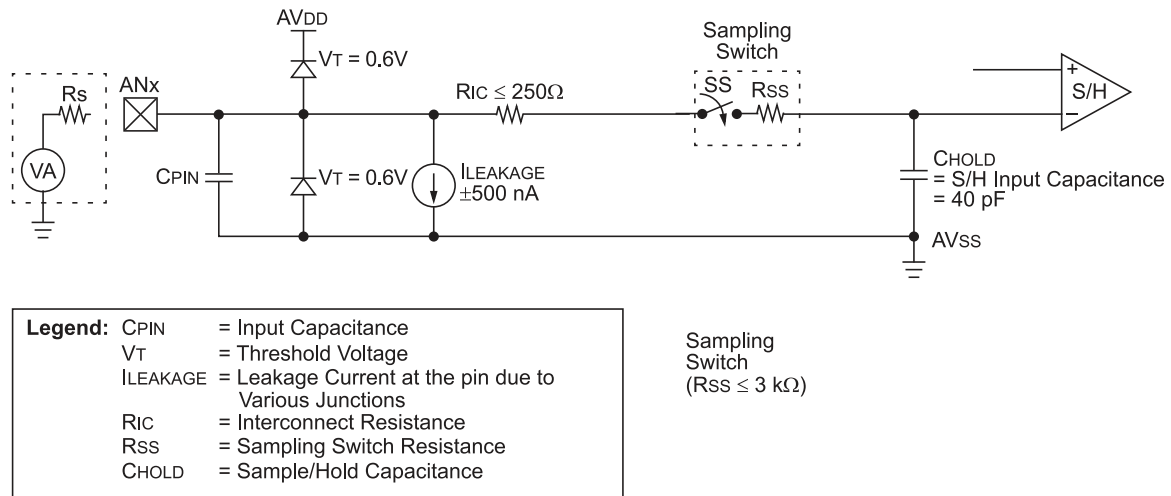 AVDD
VT = 0.6V
Sampling
Switch
Rs
ANx
RIC ≤ 250Ω
SS
RSS
+
S/H
−
VA
CPIN
VT = 0.6V
ILEAKAGE
±500 nA
CHOLD
= S/H Input Capacitance
= 40 pF
AVSS
Legend: CPIN = Input Capacitance
VT = Threshold Voltage
ILEAKAGE = Leakage Current at the pin due to
Various Junctions
RIC = Interconnect Resistance
RSS = Sampling Switch Resistance
CHOLD = Sample/Hold Capacitance
Sampling
Switch
(RSS ≤ 3 kΩ)